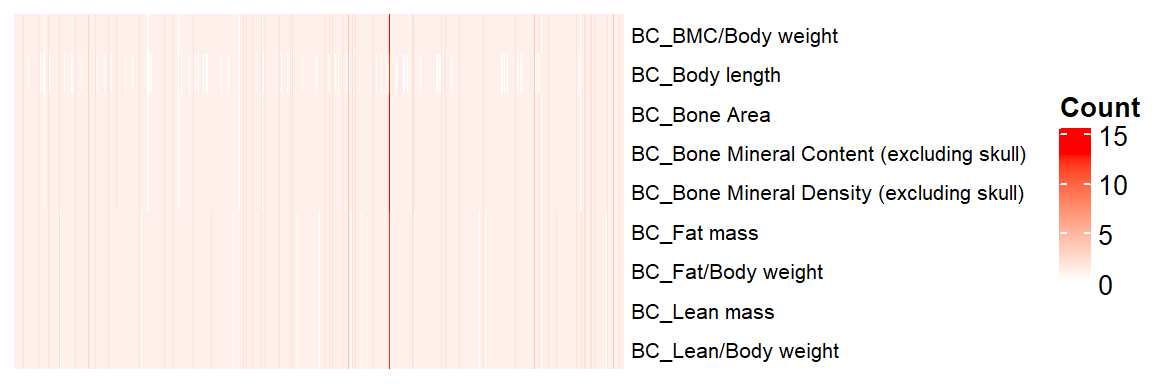 BC_BMC/Body weight
BC_Body length
BC_Bone Area
BC_Bone Mineral Content (excluding skull)
BC_Bone Mineral Density (excluding skull)
BC_Fat mass
BC_Fat/Body weight
BC_Lean mass
BC_Lean/Body weight
Count
15
10
5
0